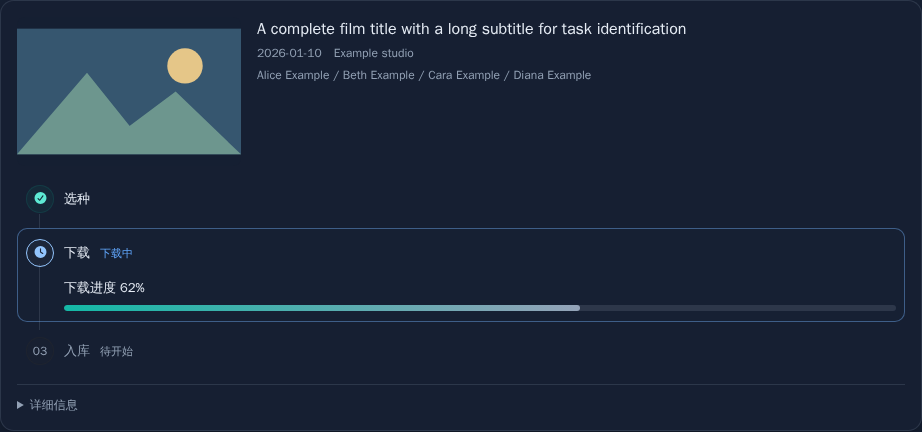 A complete film title with a long subtitle for task identification
2026-01-10 Example studio
Alice Example / Beth Example / Cara Example / Diana Example
选种
下载 下载中
下载进度 62%
03 入库 待开始
详细信息